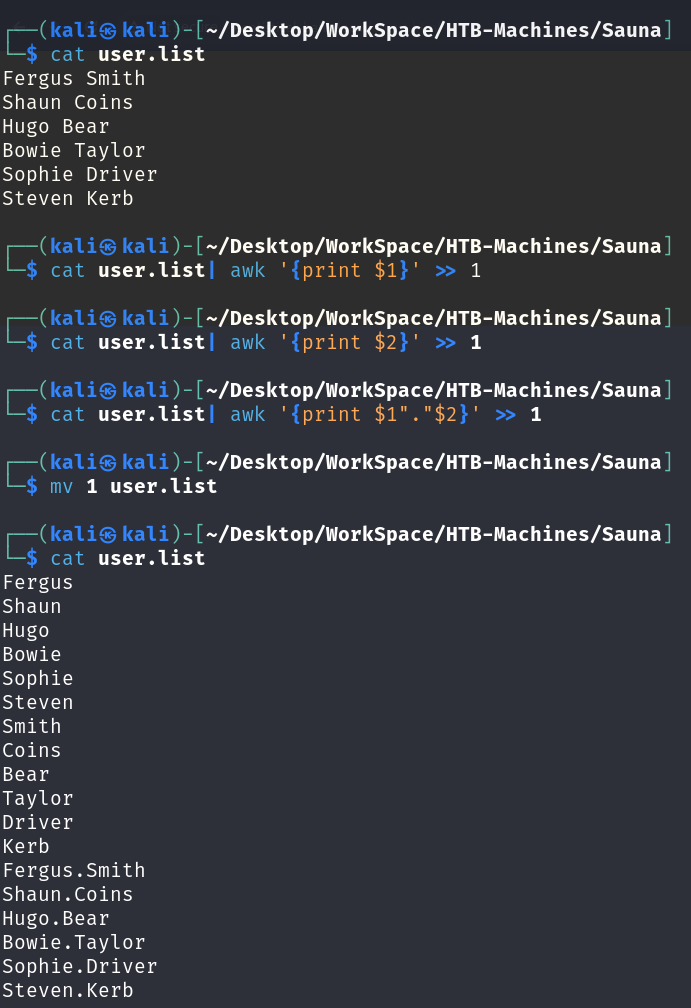 ┌──(kali㉿kali)-[~/Desktop/WorkSpace/HTB-Machines/Sauna]
└─$ cat user.list
Fergus Smith
Shaun Coins
Hugo Bear
Bowie Taylor
Sophie Driver
Steven Kerb
┌──(kali㉿kali)-[~/Desktop/WorkSpace/HTB-Machines/Sauna]
└─$ cat user.list| awk '{print $1}' >> 1
┌──(kali㉿kali)-[~/Desktop/WorkSpace/HTB-Machines/Sauna]
└─$ cat user.list| awk '{print $2}' >> 1
┌──(kali㉿kali)-[~/Desktop/WorkSpace/HTB-Machines/Sauna]
└─$ cat user.list| awk '{print $1"."$2}' >> 1
┌──(kali㉿kali)-[~/Desktop/WorkSpace/HTB-Machines/Sauna]
└─$ mv 1 user.list
┌──(kali㉿kali)-[~/Desktop/WorkSpace/HTB-Machines/Sauna]
└─$ cat user.list
Fergus
Shaun
Hugo
Bowie
Sophie
Steven
Smith
Coins
Bear
Taylor
Driver
Kerb
Fergus.Smith
Shaun.Coins
Hugo.Bear
Bowie.Taylor
Sophie.Driver
Steven.Kerb